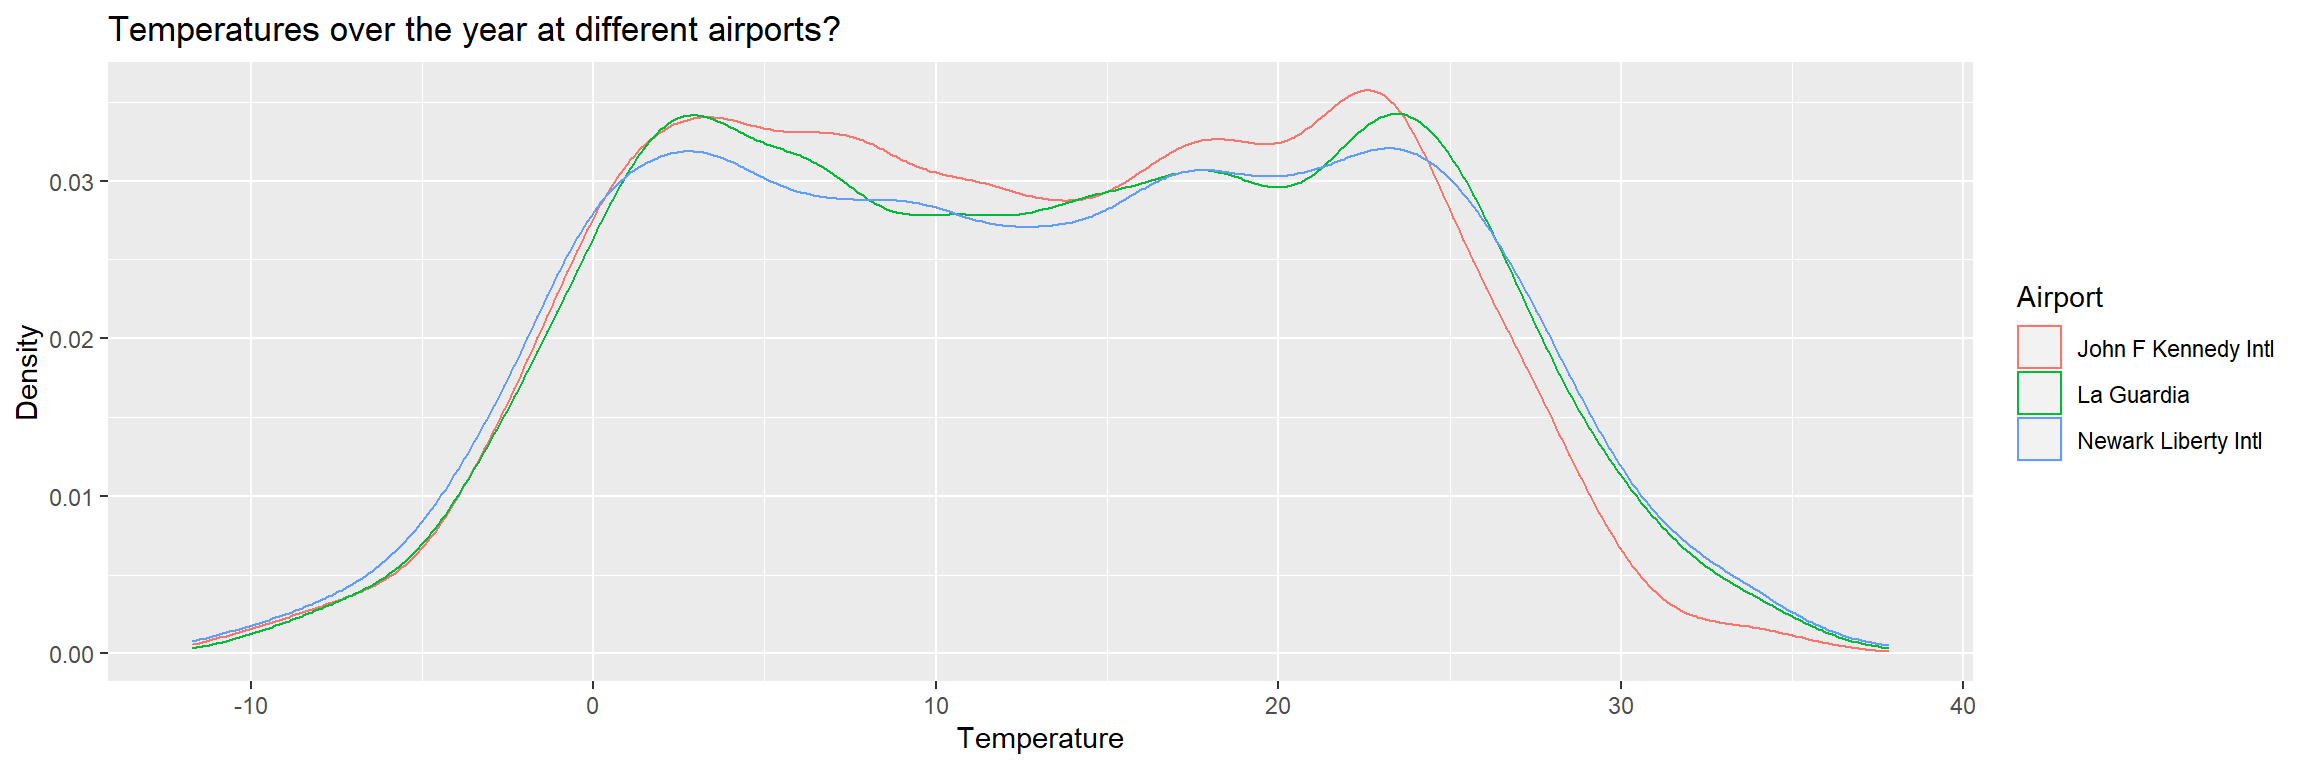 Temperatures over the year at different airports?
Density
0.03
0.02
0.01
0.00
-10 0 10 20 30 40
Temperature
Airport
John F Kennedy Intl
La Guardia
Newark Liberty Intl